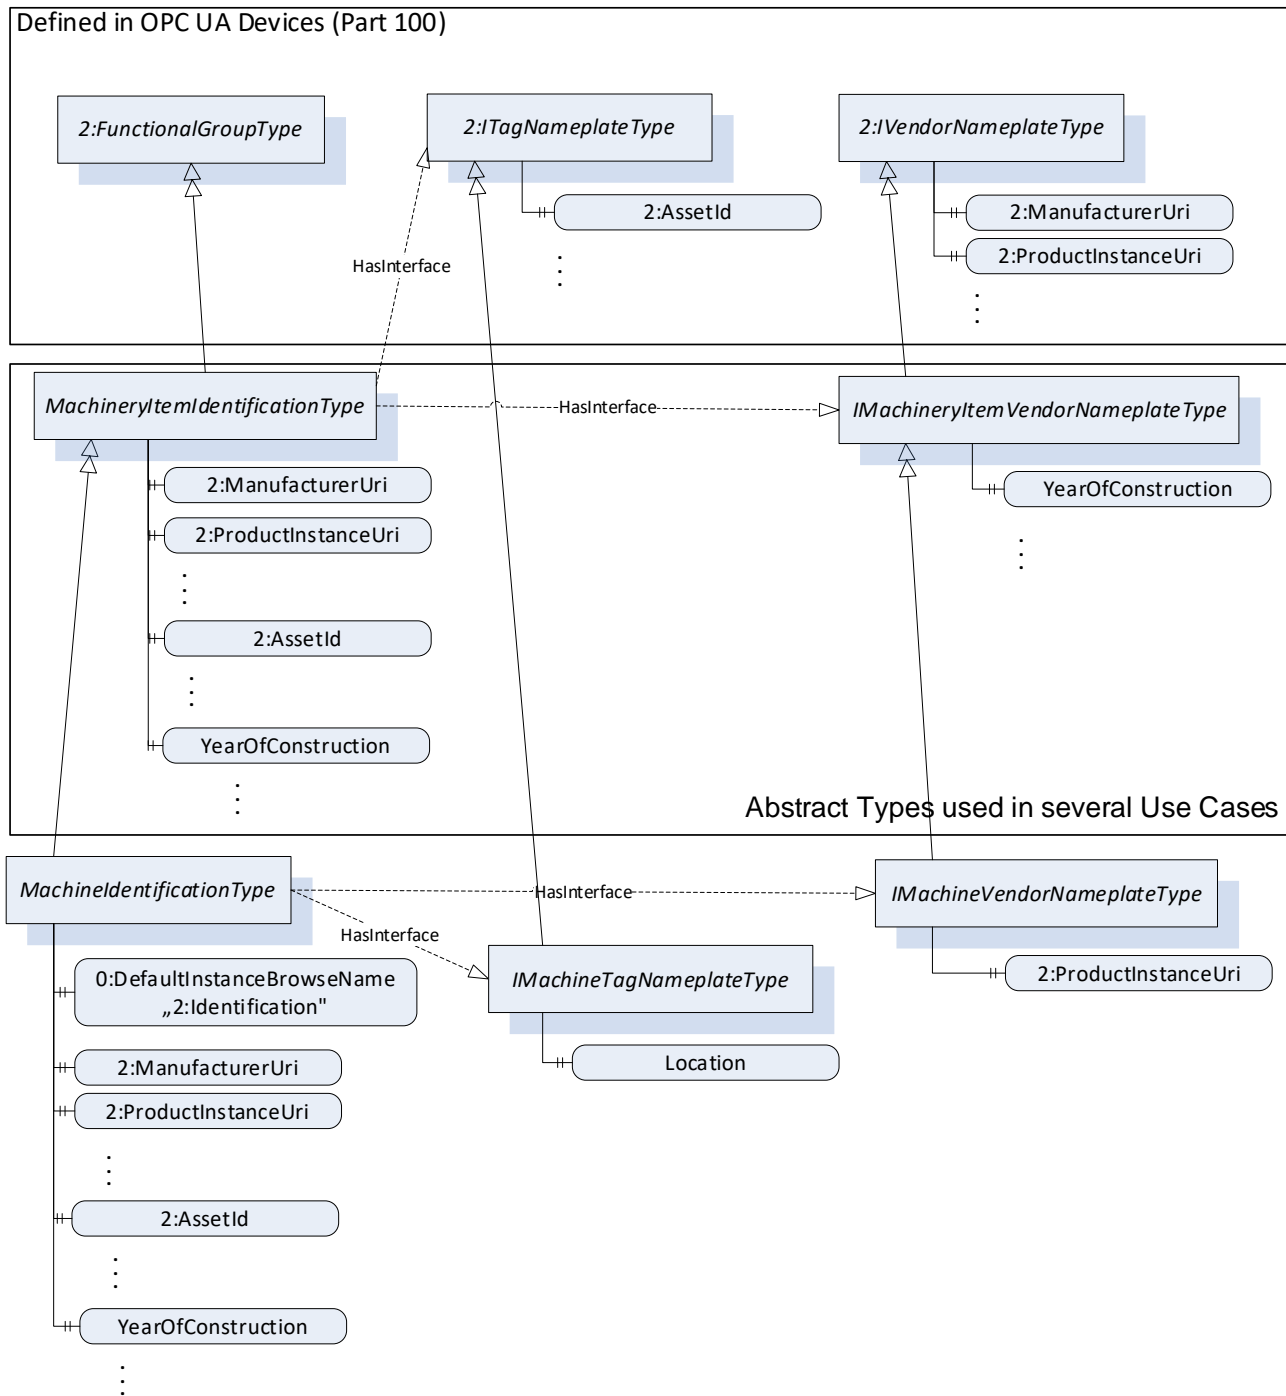 Defined in OPC UA Devices (Part 100)
2:FunctionalGroupType
2:ITagNameplateType
2:IVendorNameplateType
2:AssetId
2:ManufacturerUri
2:ProductInstanceUri
HasInterface
MachineryItemIdentificationType
HasInterface
IMachineryItemVendorNameplateType
2:ManufacturerUri
YearOfConstruction
2:ProductInstanceUri
2:AssetId
YearOfConstruction
Abstract Types used in several Use Cases
MachineIdentificationType
HasInterface
IMachineVendorNameplateType
HasInterface
IMachineTagNameplateType
2:ProductInstanceUri
0:DefaultInstanceBrowseName
„2:Identification"
Location
2:ManufacturerUri
2:ProductInstanceUri
2:AssetId
YearOfConstruction